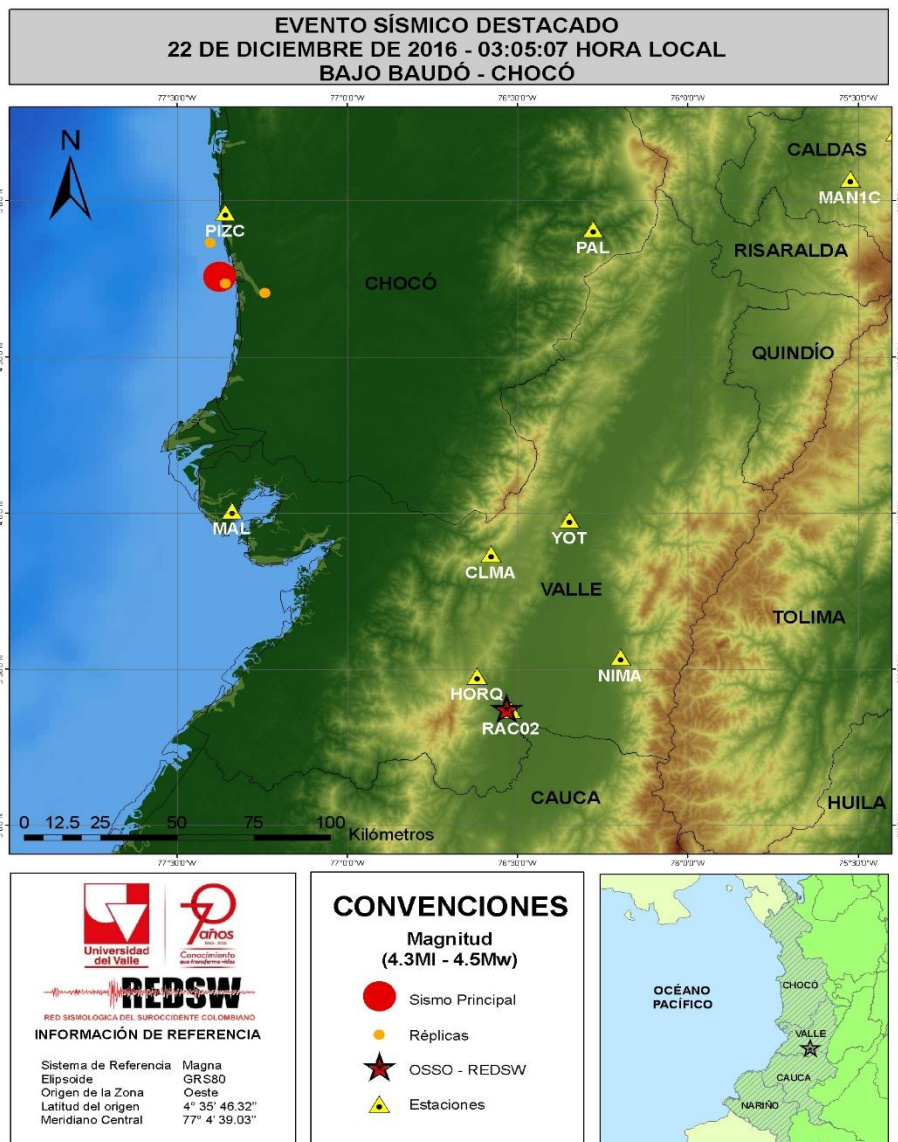 EVENTO SÍSMICO DESTACADO
22 DE DICIEMBRE DE 2016 - 03:05:07 HORA LOCAL
BAJO BAUDÓ - CHOCÓ
77°30'0"W 77°0'0"W 76°30'0"W 76°0'0"W 75°30'0"W
N
CALDAS
MAN1C
PIZC
PAL
RISARALDA
CHOCÓ
QUINDÍO
MAL
YOT
CLMA
VALLE
TOLIMA
NIMA
HORQ
RAC02
CAUCA
HUILA
0 12.5 25 50 75 100
Kilómetros
77°30'0"W 77°0'0"W 76°30'0"W 76°0'0"W 75°30'0"W
Universidad
del Valle
70
años
Conocimiento
que transforma vidas
REDSW
RED SISMOLOGICA DEL SUROCCIDENTE COLOMBIANO
INFORMACIÓN DE REFERENCIA
Sistema de Referencia Magna
Elipsoide GRS80
Origen de la Zona Oeste
Latitud del origen 4° 35' 46.32"
Meridiano Central 77° 4' 39.03"
CONVENCIONES
Magnitud
(4.3Ml - 4.5Mw)
Sismo Principal
Réplicas
OSSO - REDSW
Estaciones
OCÉANO
PACÍFICO
CHOCÓ
VALLE
CAUCA
NARIÑO